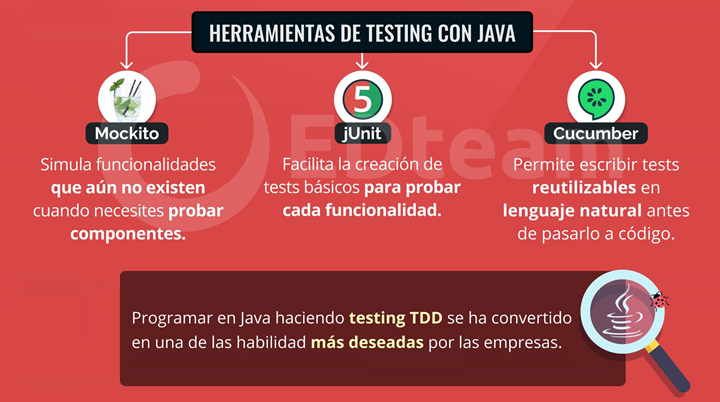 HERRAMIENTAS DE TESTING CON JAVA
Mockito
Simula funcionalidades
que aún no existen
cuando necesites probar
componentes.
5
jUnit
Facilita la creación de
tests básicos para probar
cada funcionalidad.
Cucumber
Permite escribir tests
reutilizables en
lenguaje natural antes
de pasarlo a código.
EDteam
Programar en Java haciendo testing TDD se ha convertido
en una de las habilidad más deseadas por las empresas.